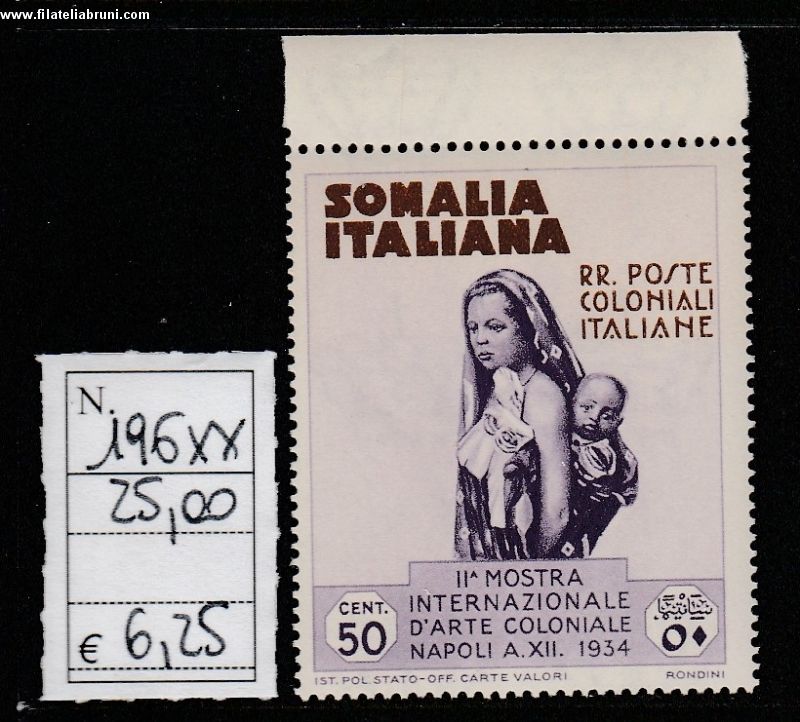 www.filateliabruni.com
SOMALIA
ITALIANA
RR. POSTE
COLONIALI
ITALIANE
N. 196xx
25,00
€ 6,25
IIA MOSTRA
INTERNAZIONALE
D'ARTE COLONIALE
NAPOLI A.XII. 1934
CENT.
50
٥٠
IST. POL. STATO-OFF. CARTE VALORI
RONDINI